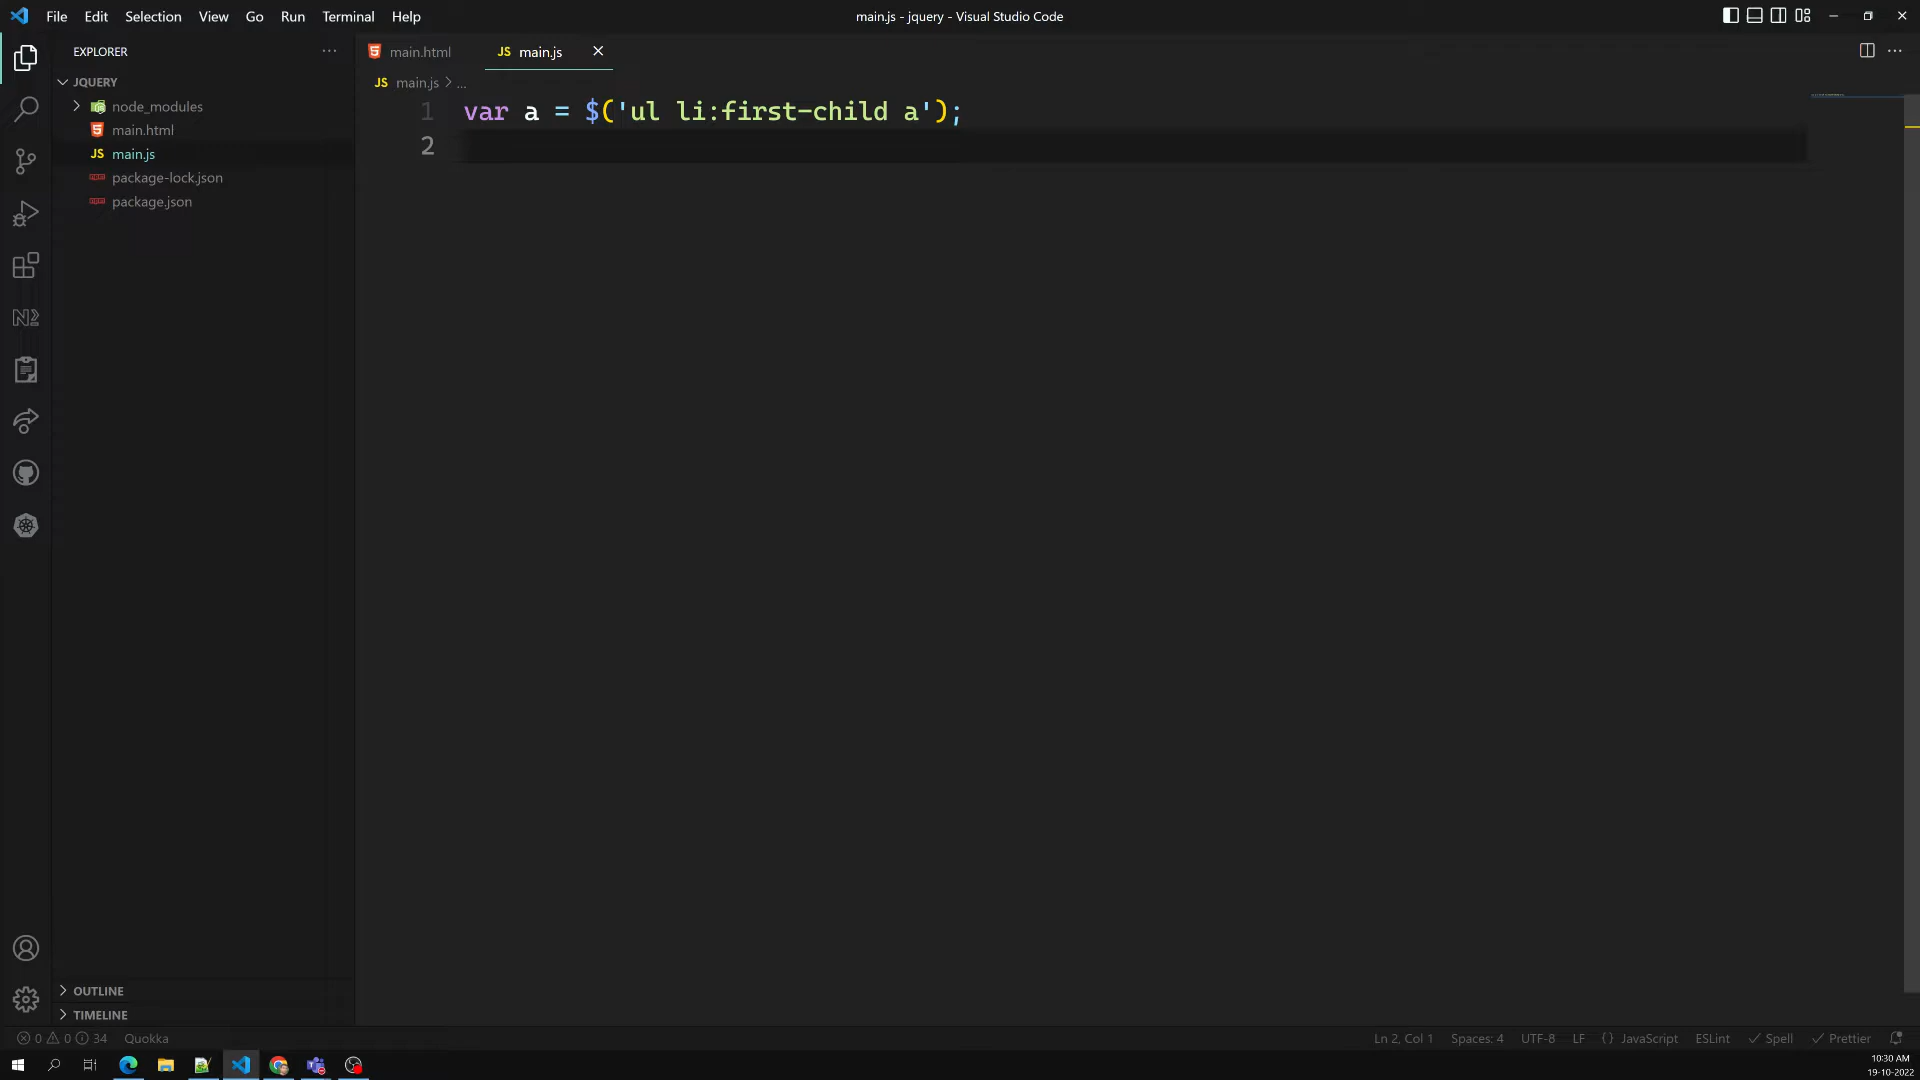 File Edit Selection View Go Run Terminal Help
main.js - jquery - Visual Studio Code
EXPLORER
JQUERY
node_modules
main.html
JS main.js
package-lock.json
package.json
OUTLINE
TIMELINE
main.html
JS main.js
JS main.js > ...
1 var a = $('ul li:first-child a');
2
0 0 34 Quokka
Ln 2, Col 1 Spaces: 4 UTF-8 LF {} JavaScript ESLint Spell Prettier
10:30 AM
19-10-2022